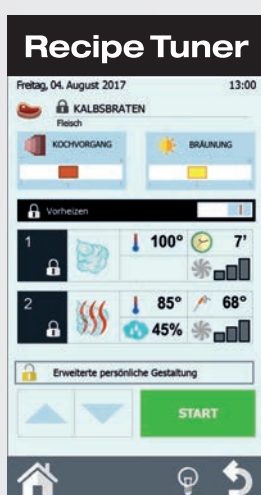 Recipe Tuner
Freitag, 04. August 2017 13:00
KALBSBRATEN
Fleisch
KOCHVORGANG BRÄUNUNG
Vorheizen 1
1 100° 7'
2 85° 68°
45%
Erweiterte persönliche Gestaltung
START